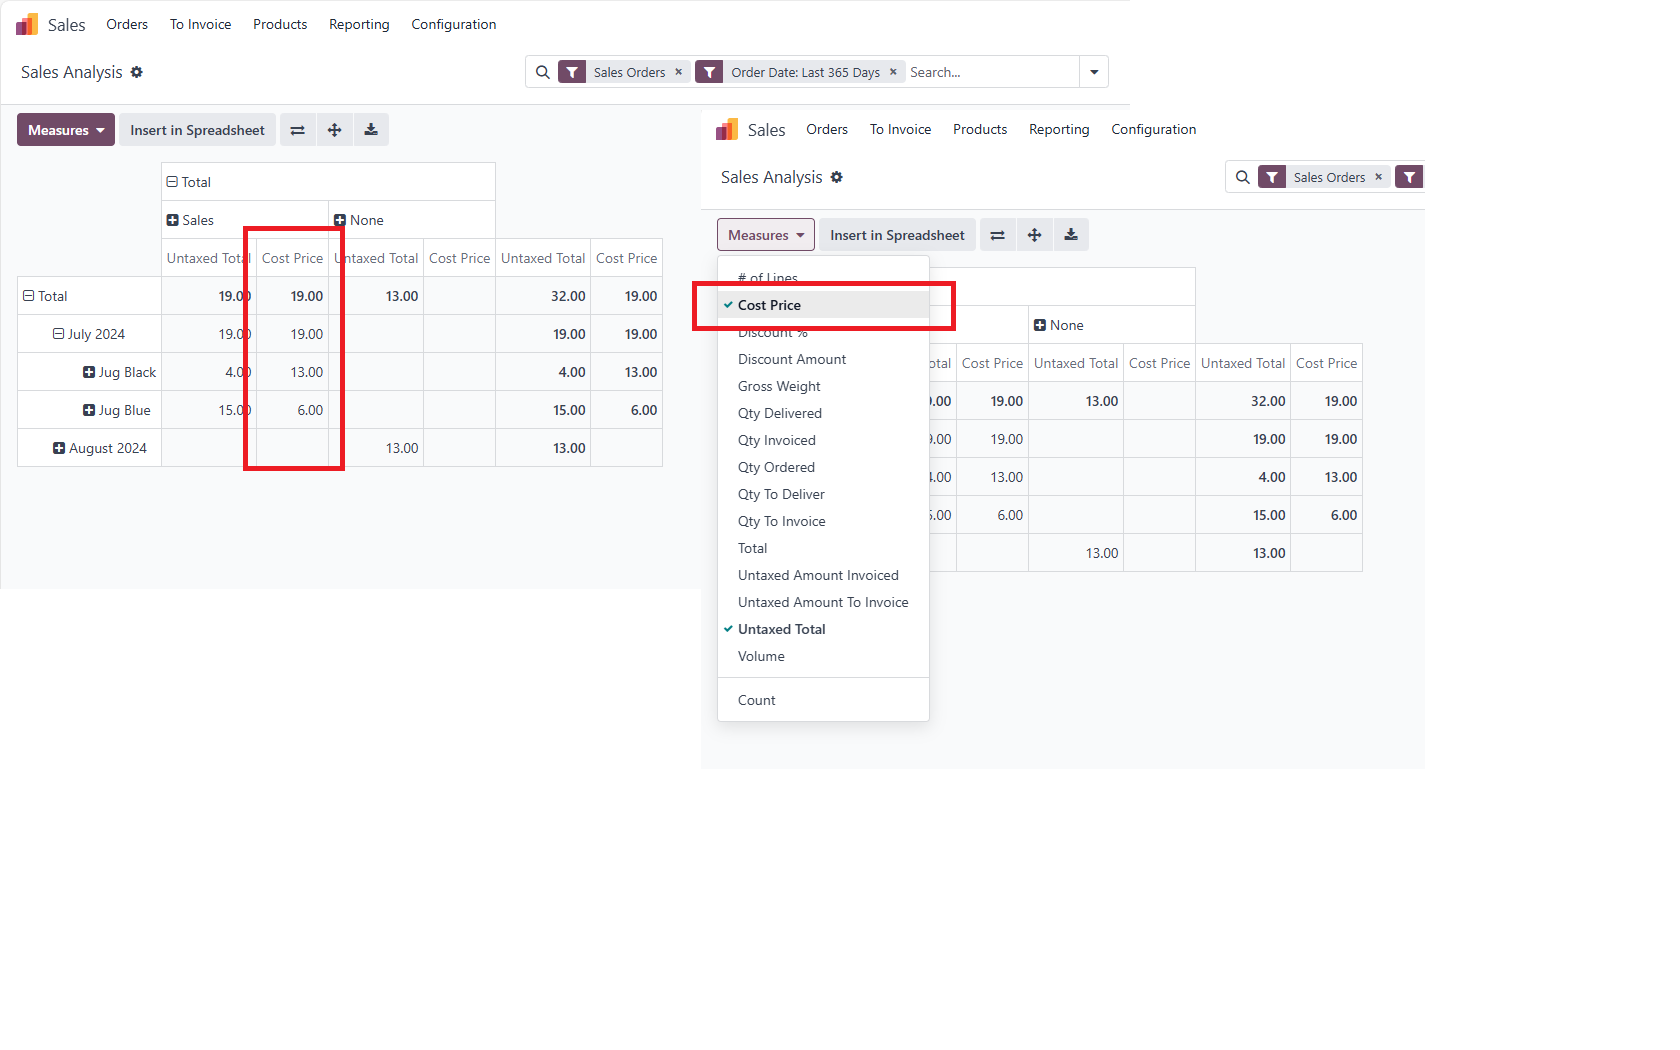 Sales Orders To Invoice Products Reporting Configuration
Sales Analysis
Sales Orders × Order Date: Last 365 Days × Search...
Measures Insert in Spreadsheet
Total
Sales None
Untaxed Total Cost Price Untaxed Total Cost Price Untaxed Total Cost Price
Total 19.00 19.00 13.00 32.00 19.00
July 2024 19.00 19.00 19.00 19.00
Jug Black 4.00 13.00 4.00 13.00
Jug Blue 15.00 6.00 15.00 6.00
August 2024 13.00 13.00
Sales Orders To Invoice Products Reporting Configuration
Sales Analysis
Sales Orders ×
Measures Insert in Spreadsheet
# of Lines
Cost Price
Discount %
Discount Amount
Gross Weight
Qty Delivered
Qty Invoiced
Qty Ordered
Qty To Deliver
Qty To Invoice
Total
Untaxed Amount Invoiced
Untaxed Amount To Invoice
Untaxed Total
Volume
Count
None
Cost Price Untaxed Total Cost Price Untaxed Total Cost Price
19.00 13.00 32.00 19.00
19.00 19.00 19.00
13.00 4.00 13.00
6.00 15.00 6.00
13.00 13.00